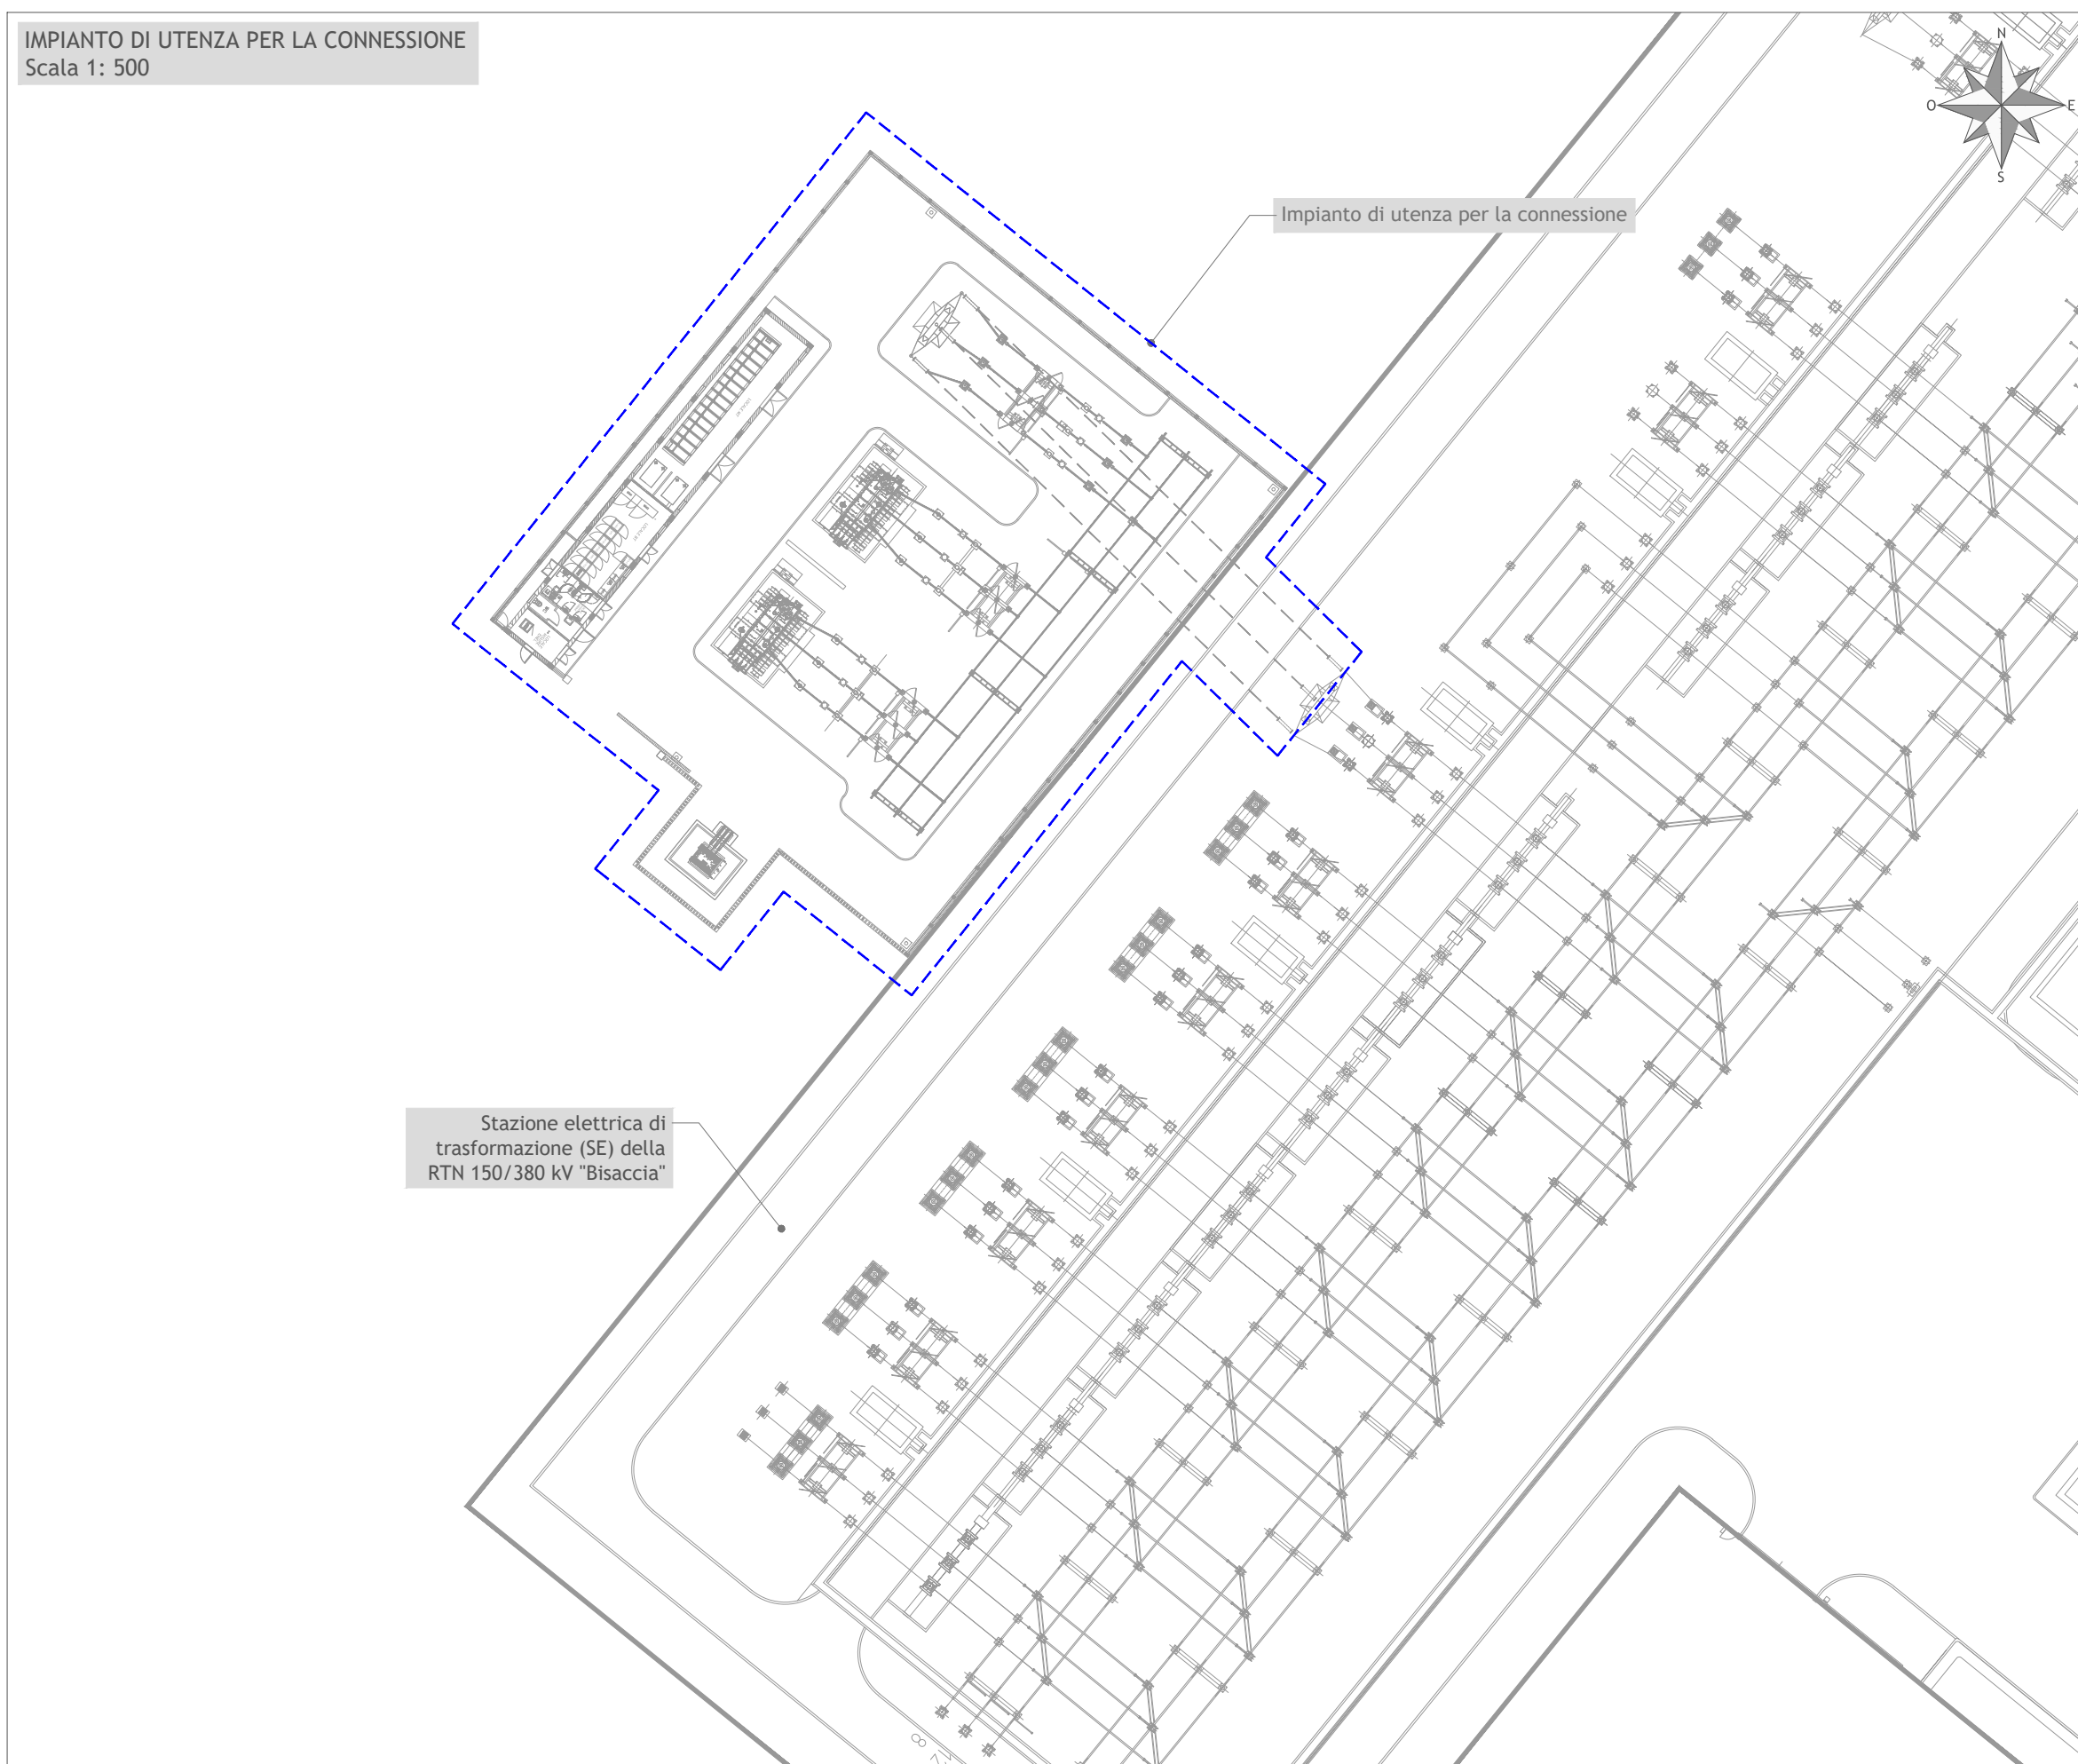 IMPIANTO DI UTENZA PER LA CONNESSIONE
Scala 1: 500
N
O
E
S
Impianto di utenza per la connessione
Stazione elettrica di
trasformazione (SE) della
RTN 150/380 kV "Bisaccia"